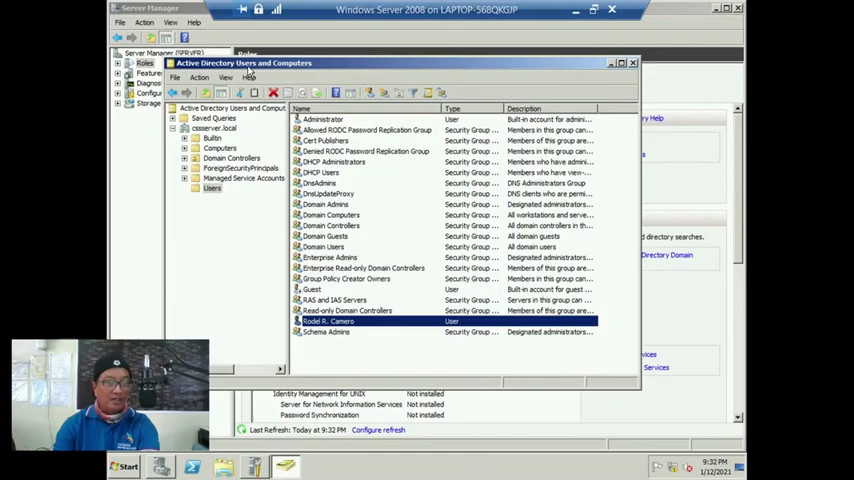 Server Manager
Windows Server 2008 on LAPTOP-568QKGJP
File Action View Help
Server Manager (SERVER)
Roles
Features
Diagnos
Configu
Storage
Roles
Active Directory Users and Computers
File Action View Help
Active Directory Users and Comput
Saved Queries
cssserver.local
Builtin
Computers
Domain Controllers
ForeignSecurityPrincipals
Managed Service Accounts
Users
Name Type Description
Administrator User Built-in account for admini...
Allowed RODC Password Replication Group Security Group ... Members in this group can...
Cert Publishers Security Group ... Members of this group are...
Denied RODC Password Replication Group Security Group ... Members in this group can...
DHCP Administrators Security Group ... Members who have admini...
DHCP Users Security Group ... Members who have view-...
DnsAdmins Security Group ... DNS Administrators Group
DnsUpdateProxy Security Group ... DNS clients who are permi...
Domain Admins Security Group ... Designated administrators...
Domain Computers Security Group ... All workstations and serve...
Domain Controllers Security Group ... All domain controllers in th...
Domain Guests Security Group ... All domain guests
Domain Users Security Group ... All domain users
Enterprise Admins Security Group ... Designated administrators...
Enterprise Read-only Domain Controllers Security Group ... Members of this group are...
Group Policy Creator Owners Security Group ... Members in this group can...
Guest User Built-in account for guest ...
RAS and IAS Servers Security Group ... Servers in this group can...
Read-only Domain Controllers Security Group ... Members of this group are...
Rodel R. Camero User
Schema Admins Security Group ... Designated administrators...
ry Help
s
d directory searches.
Directory Domain
vices
Services
Identity Management for UNIX Not installed
Server for Network Information Services Not installed
Password Synchronization Not installed
Last Refresh: Today at 9:32 PM Configure refresh
Start
9:32 PM
1/12/2021